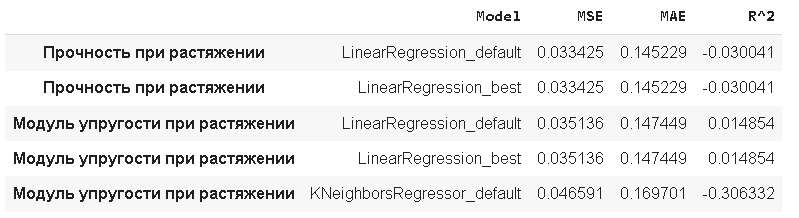 Model MSE MAE R^2
Прочность при растяжении LinearRegression_default 0.033425 0.145229 -0.030041
Прочность при растяжении LinearRegression_best 0.033425 0.145229 -0.030041
Модуль упругости при растяжении LinearRegression_default 0.035136 0.147449 0.014854
Модуль упругости при растяжении LinearRegression_best 0.035136 0.147449 0.014854
Модуль упругости при растяжении KNeighborsRegressor_default 0.046591 0.169701 -0.306332